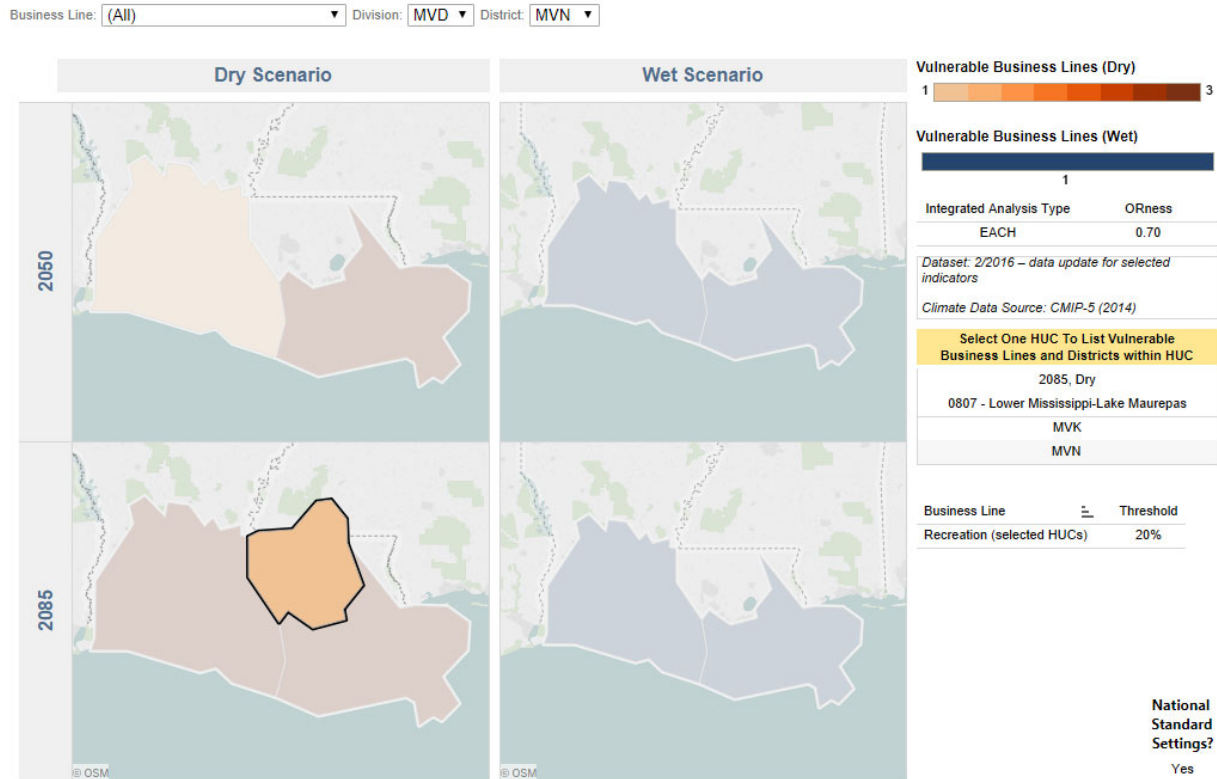 Business Line: (All) Division: MVD District: MVN
Dry Scenario
Wet Scenario
2050
2085
© OSM
© OSM
Vulnerable Business Lines (Dry)
1 3
Vulnerable Business Lines (Wet)
1
Integrated Analysis Type ORness
EACH 0.70
Dataset: 2/2016 – data update for selected
indicators
Climate Data Source: CMIP-5 (2014)
Select One HUC To List Vulnerable
Business Lines and Districts within HUC
2085, Dry
0807 - Lower Mississippi-Lake Maurepas
MVK
MVN
Business Line Threshold
Recreation (selected HUCs) 20%
National
Standard
Settings?
Yes